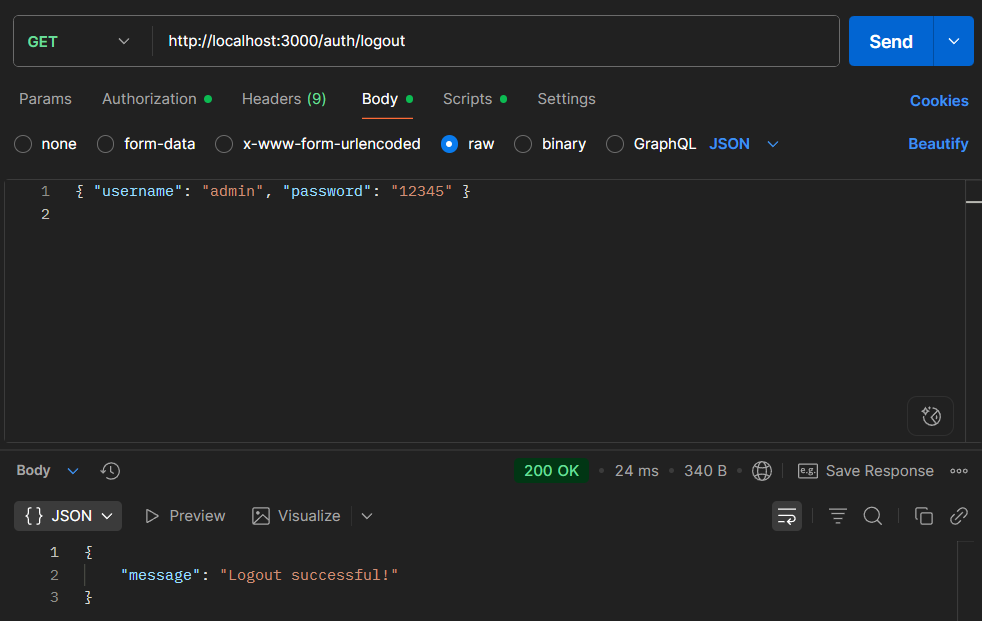 GET http://localhost:3000/auth/logout Send
Params Authorization Headers (9) Body Scripts Settings Cookies
none form-data x-www-form-urlencoded raw binary GraphQL JSON Beautify
1 { "username": "admin", "password": "12345" }
2
Body 200 OK 24 ms 340 B e.g. Save Response
{} JSON Preview Visualize
1 {
2 "message": "Logout successful!"
3 }